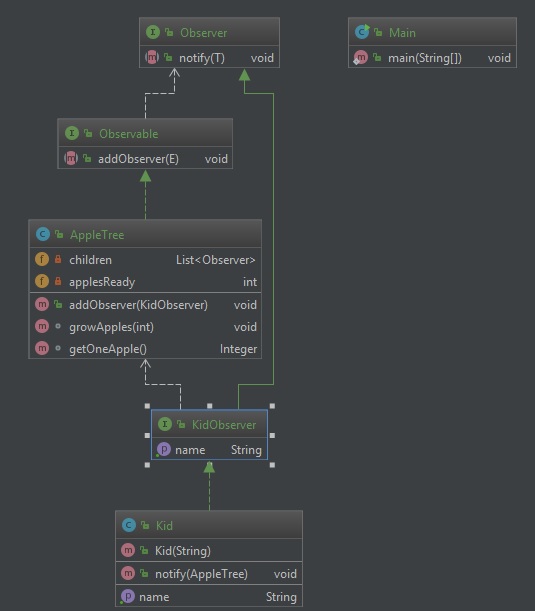 Observer
notify(T) void
Main
main(String[]) void
Observable
addObserver(E) void
AppleTree
children List<Observer>
applesReady int
addObserver(KidObserver) void
growApples(int) void
getOneApple() Integer
KidObserver
name String
Kid
Kid(String)
notify(AppleTree) void
name String